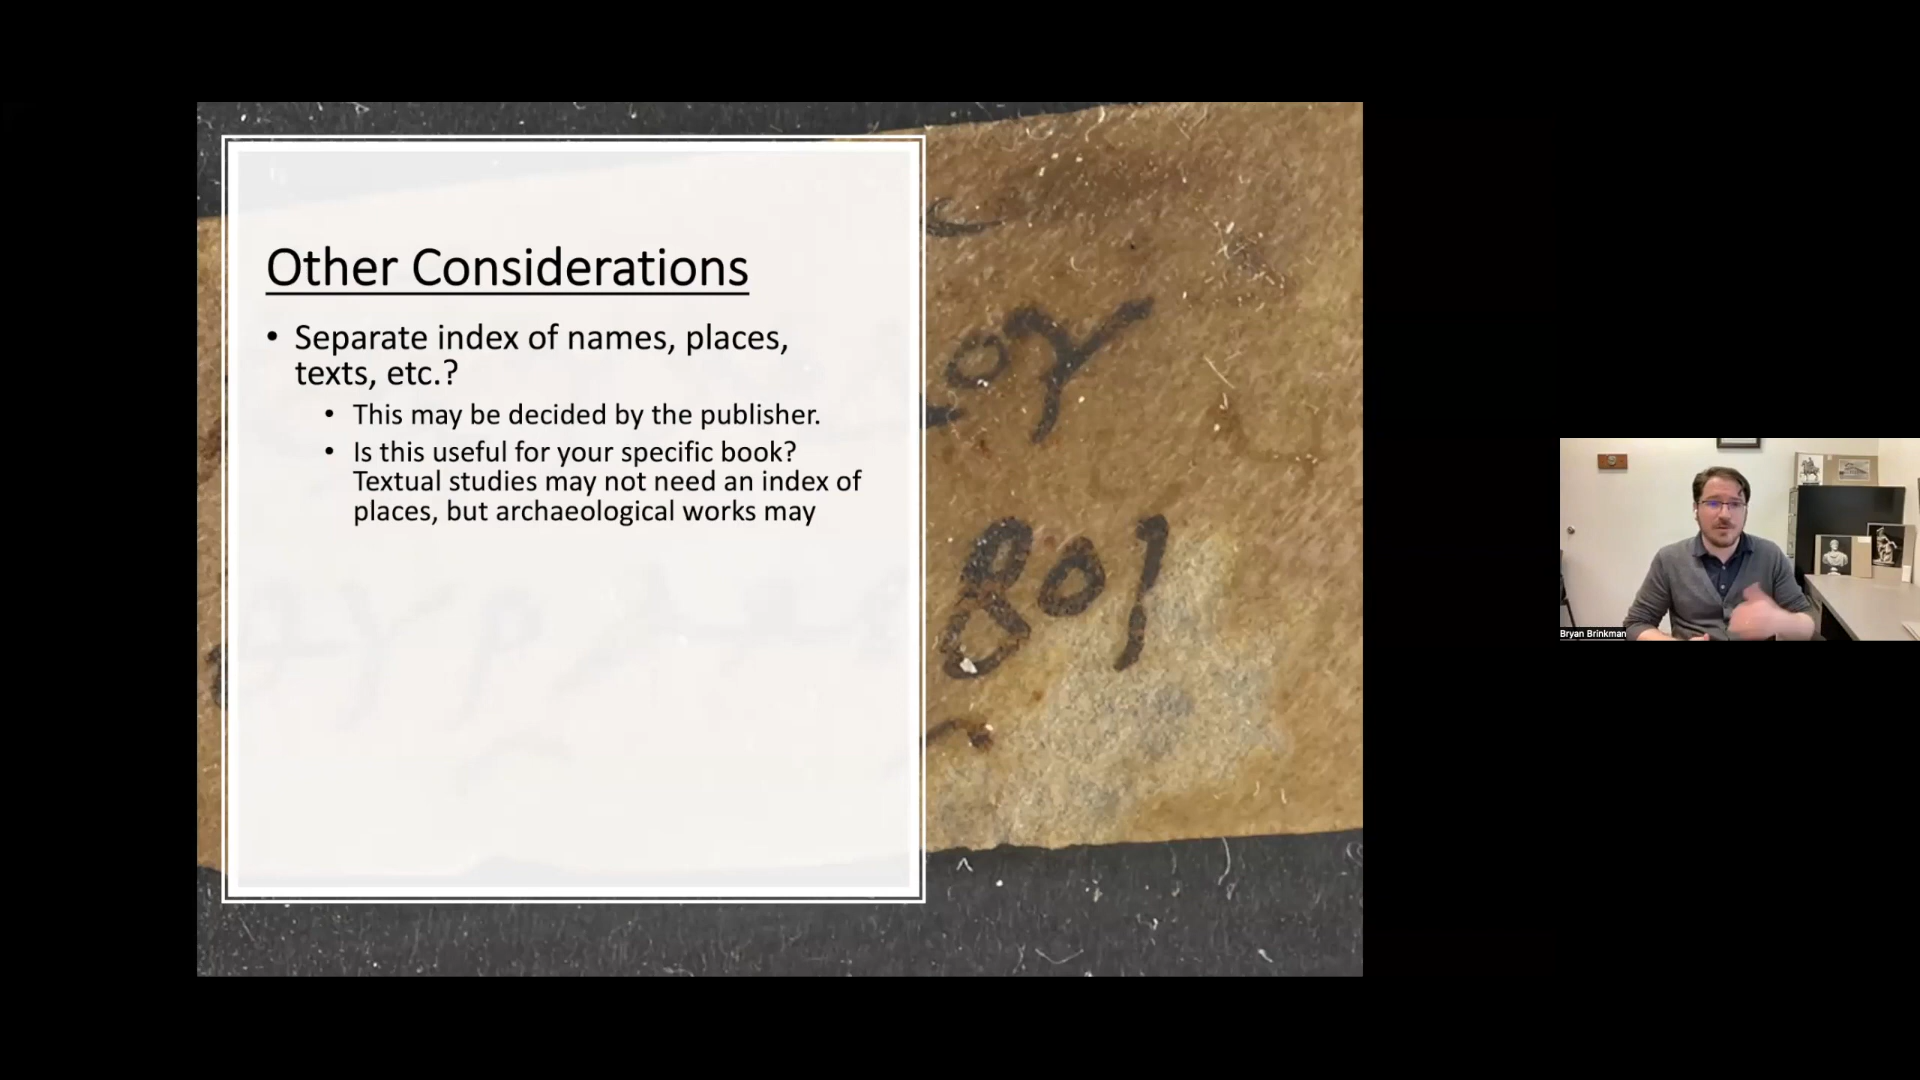 Other Considerations
• Separate index of names, places,
texts, etc.?
• This may be decided by the publisher.
• Is this useful for your specific book?
Textual studies may not need an index of
places, but archaeological works may
Bryan Brinkman